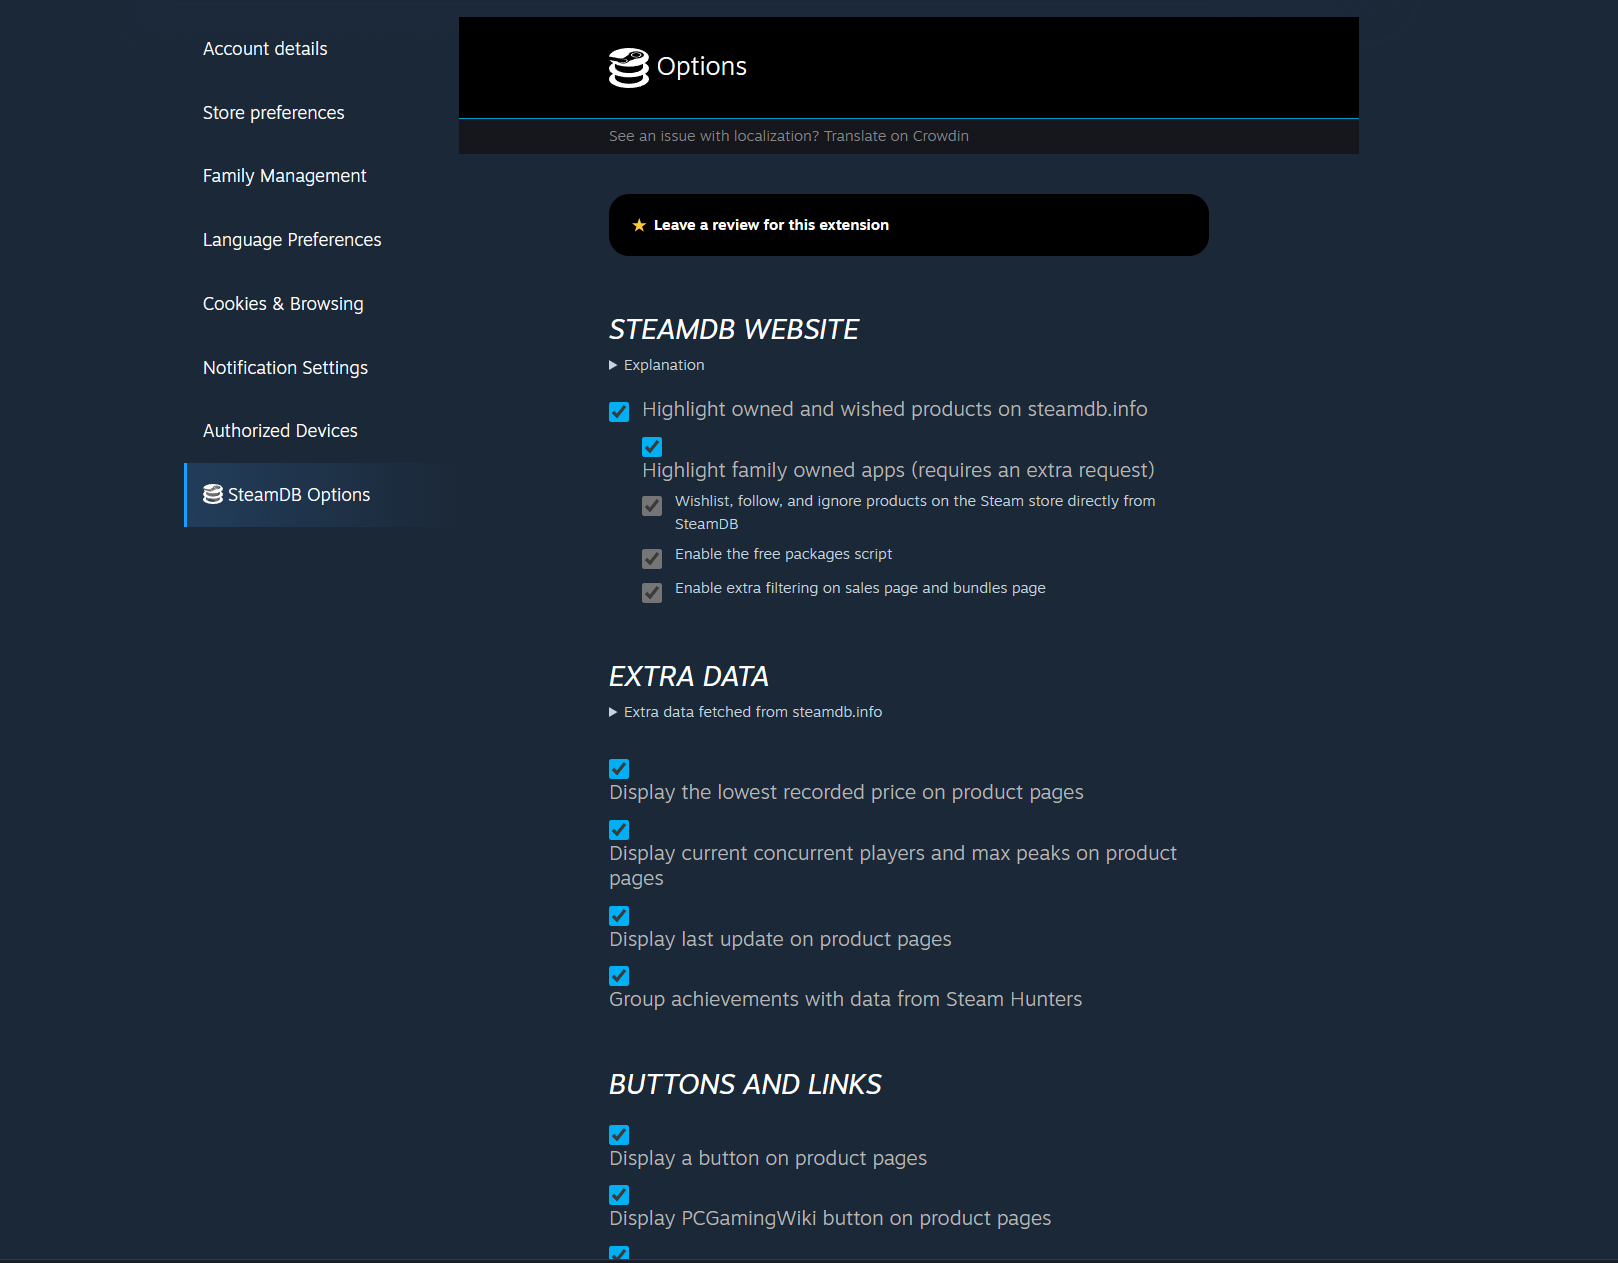 Account details
Store preferences
Family Management
Language Preferences
Cookies & Browsing
Notification Settings
Authorized Devices
SteamDB Options
Options
See an issue with localization? Translate on Crowdin
Leave a review for this extension
STEAMDB WEBSITE
Explanation
Highlight owned and wished products on steamdb.info
Highlight family owned apps (requires an extra request)
Wishlist, follow, and ignore products on the Steam store directly from
SteamDB
Enable the free packages script
Enable extra filtering on sales page and bundles page
EXTRA DATA
Extra data fetched from steamdb.info
Display the lowest recorded price on product pages
Display current concurrent players and max peaks on product
pages
Display last update on product pages
Group achievements with data from Steam Hunters
BUTTONS AND LINKS
Display a button on product pages
Display PCGamingWiki button on product pages